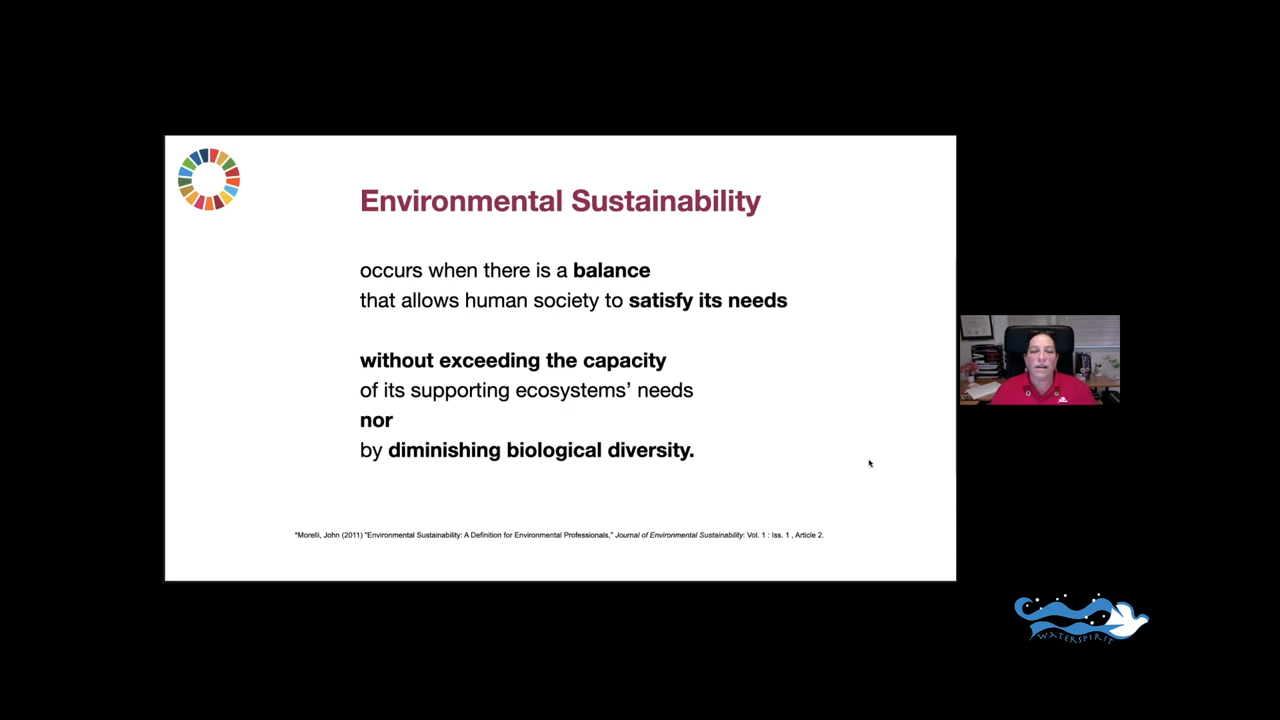 Environmental Sustainability
occurs when there is a balance
that allows human society to satisfy its needs
without exceeding the capacity
of its supporting ecosystems’ needs
nor
by diminishing biological diversity.
*Morelli, John (2011) "Environmental Sustainability: A Definition for Environmental Professionals," Journal of Environmental Sustainability: Vol. 1 : Iss. 1 , Article 2.
WATERSPIRIT